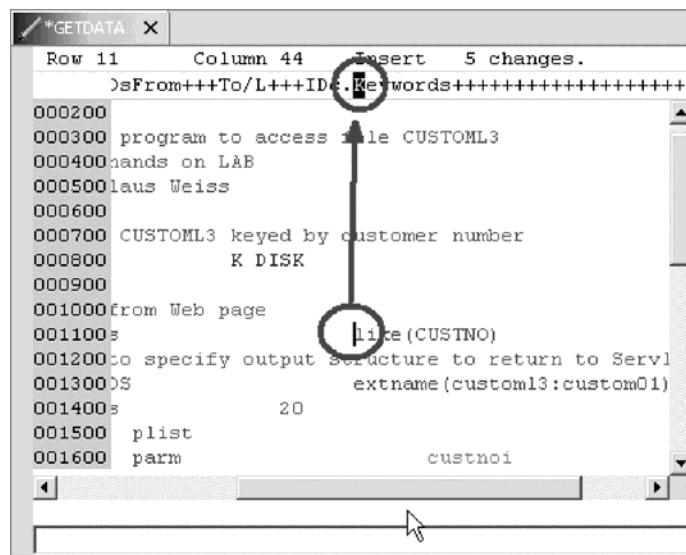 *GETDATA X
Row 11 Column 44 Insert 5 changes.
DsFrom+++To/L+++IDc.Keywords+++++++++++++++++++
000200
000300 program to access file CUSTOML3
000400 hands on LAB
000500 laus Weiss
000600
000700 CUSTOML3 keyed by customer number
000800 K DISK
000900
001000 from Web page
001100 s like(CUSTNO)
001200 to specify output structure to return to Servl
001300 DS extname(customl3:custom01)
001400 s 20
001500 plist
001600 parm custnoi